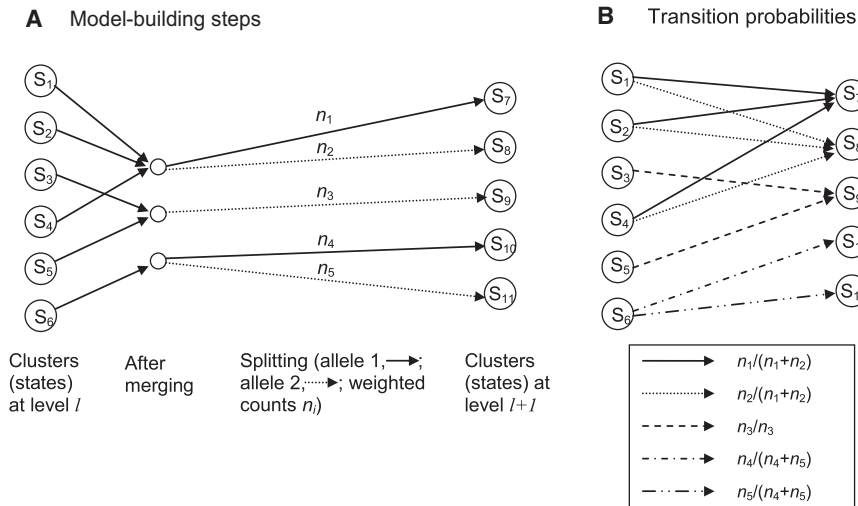 A Model-building steps
S1
S2
S3
S4
S5
S6
n1
n2
n3
n4
n5
S7
S8
S9
S10
S11
Clusters
(states)
at level l
After
merging
Splitting (allele 1,
;
allele 2,
; weighted
counts ni)
Clusters
(states) at
level l+1
B Transition probabilities
S1
S2
S3
S4
S5
S6
S
S8
S9
S
S1
n1/(n1+n2)
n2/(n1+n2)
n3/n3
n4/(n4+n5)
n5/(n4+n5)